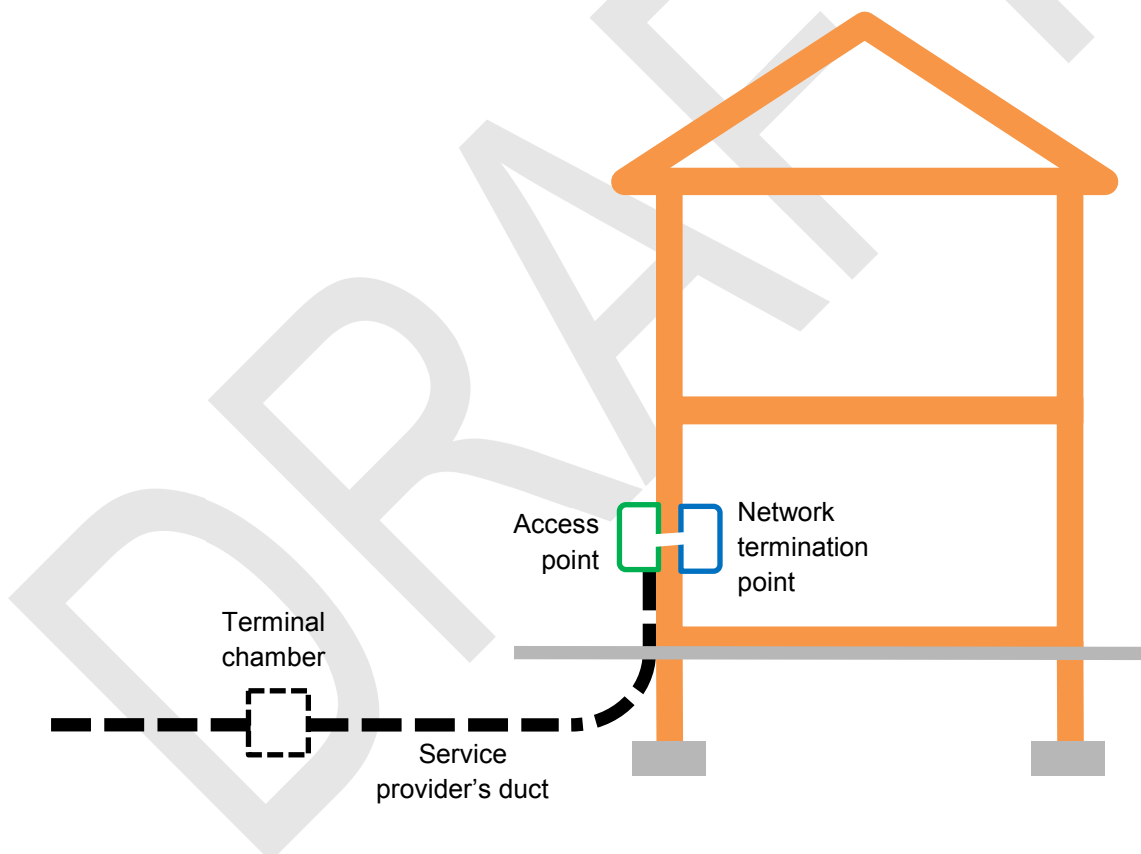 DRAFT
Access
point
Network
termination
point
Terminal
chamber
Service
provider's duct